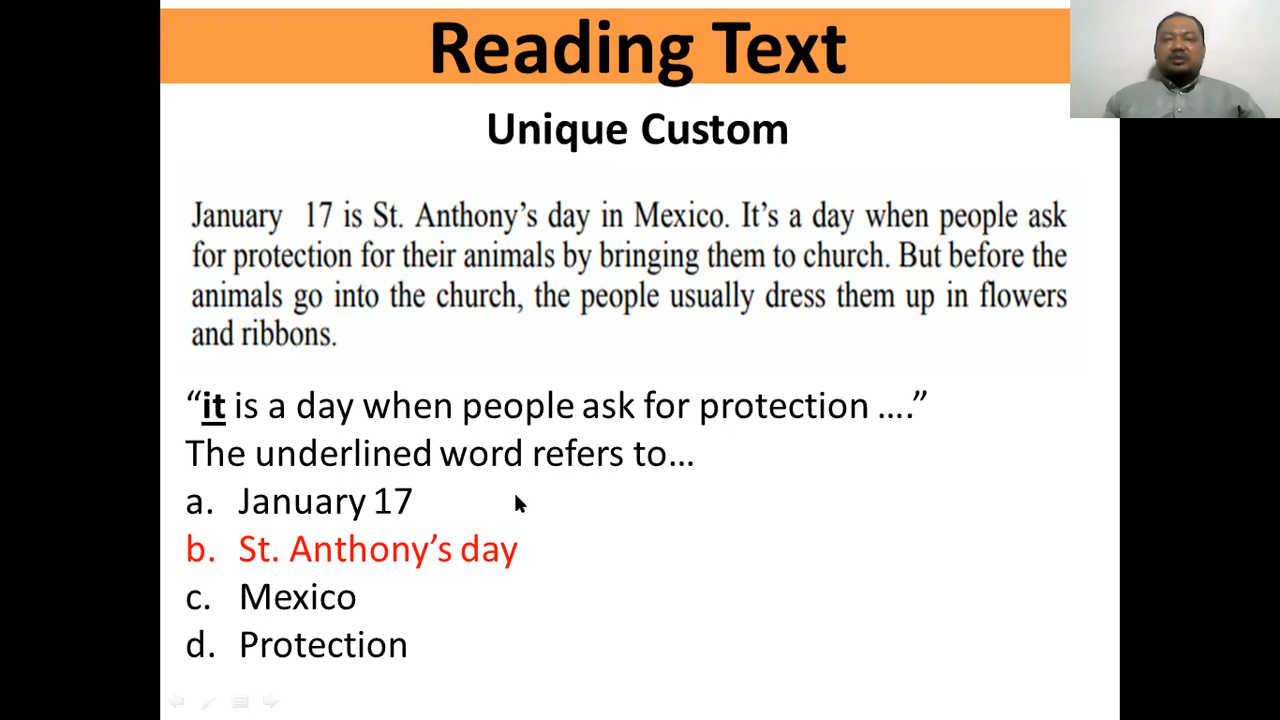 Reading Text
Unique Custom
January 17 is St. Anthony's day in Mexico. It's a day when people ask
for protection for their animals by bringing them to church. But before the
animals go into the church, the people usually dress them up in flowers
and ribbons.
“it is a day when people ask for protection ….”
The underlined word refers to…
a. January 17
b. St. Anthony’s day
c. Mexico
d. Protection